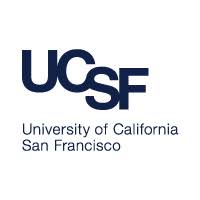 UCSF
University of California
San Francisco